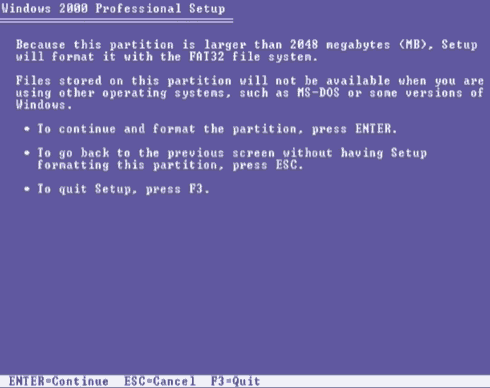 Windows 2000 Professional Setup
Because this partition is larger than 2048 megabytes (MB), Setup
will format it with the FAT32 file system.
Files stored on this partition will not be available when you are
using other operating systems, such as MS-DOS or some versions of
Windows.
• To continue and format the partition, press ENTER.
• To go back to the previous screen without having Setup
formatting this partition, press ESC.
• To quit Setup, press F3.
ENTER=Continue ESC=Cancel F3=Quit